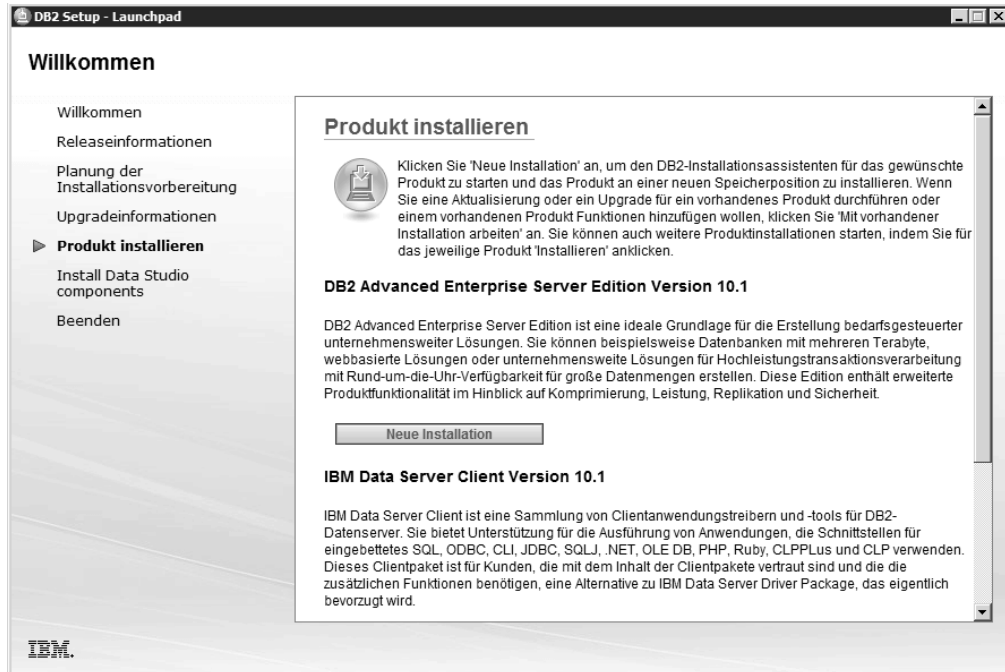 DB2 Setup - Launchpad
Willkommen
Willkommen
Releaseinformationen
Planung der
Installationsvorbereitung
Upgradeinformationen
Produkt installieren
Install Data Studio
components
Beenden
Produkt installieren
Klicken Sie 'Neue Installation' an, um den DB2-Installationsassistenten für das gewünschte
Produkt zu starten und das Produkt an einer neuen Speicherposition zu installieren. Wenn
Sie eine Aktualisierung oder ein Upgrade für ein vorhandenes Produkt durchführen oder
einem vorhandenen Produkt Funktionen hinzufügen wollen, klicken Sie 'Mit vorhandener
Installation arbeiten' an. Sie können auch weitere Produktinstallationen starten, indem Sie für
das jeweilige Produkt 'Installieren' anklicken.
DB2 Advanced Enterprise Server Edition Version 10.1
DB2 Advanced Enterprise Server Edition ist eine ideale Grundlage für die Erstellung bedarfsgesteuerter
unternehmensweiter Lösungen. Sie können beispielsweise Datenbanken mit mehreren Terabyte,
webbasierte Lösungen oder unternehmensweite Lösungen für Hochleistungstransaktionsverarbeitung
mit Rund-um-die-Uhr-Verfügbarkeit für große Datenmengen erstellen. Diese Edition enthält erweiterte
Produktfunktionalität im Hinblick auf Komprimierung, Leistung, Replikation und Sicherheit.
Neue Installation
IBM Data Server Client Version 10.1
IBM Data Server Client ist eine Sammlung von Clientanwendungstreibern und -tools für DB2-
Datenserver. Sie bietet Unterstützung für die Ausführung von Anwendungen, die Schnittstellen für
eingebettetes SQL, ODBC, CLI, JDBC, SQLJ, .NET, OLE DB, PHP, Ruby, CLPPLus und CLP verwenden.
Dieses Clientpaket ist für Kunden, die mit dem Inhalt der Clientpakete vertraut sind und die die
zusätzlichen Funktionen benötigen, eine Alternative zu IBM Data Server Driver Package, das eigentlich
bevorzugt wird.
IBM.